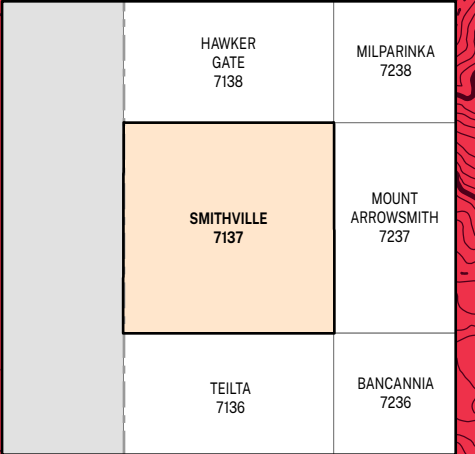 HAWKER
GATE
7138
MILPARINKA
7238
SMITHVILLE
7137
MOUNT
ARROWSMITH
7237
TEILTA
7136
BANCANNIA
7236